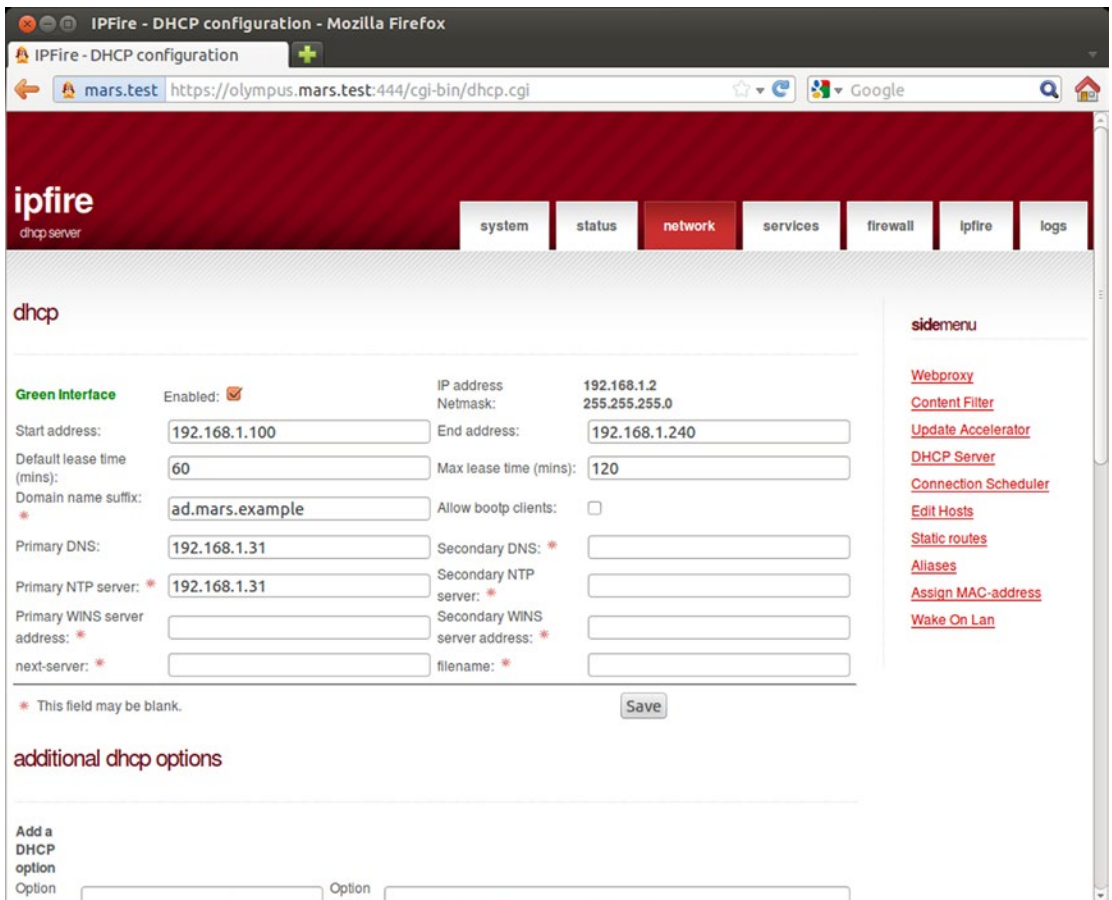 IPFire - DHCP configuration - Mozilla Firefox
IPFire - DHCP configuration
mars.test https://olympus.mars.test:444/cgi-bin/dhcp.cgi Google
ipfire
dhcp server
system status network services firewall ipfire logs
dhcp
sidemenu
Green Interface Enabled: IP address 192.168.1.2
Netmask: 255.255.255.0
Start address: 192.168.1.100 End address: 192.168.1.240
Default lease time (mins): 60 Max lease time (mins): 120
Domain name suffix: * ad.mars.example Allow bootp clients:
Primary DNS: 192.168.1.31 Secondary DNS: *
Primary NTP server: * 192.168.1.31 Secondary NTP server: *
Primary WINS server address: * Secondary WINS server address: *
next-server: * filename: *
* This field may be blank. Save
Webproxy
Content Filter
Update Accelerator
DHCP Server
Connection Scheduler
Edit Hosts
Static routes
Aliases
Assign MAC-address
Wake On Lan
additional dhcp options
Add a
DHCP
option
Option Option